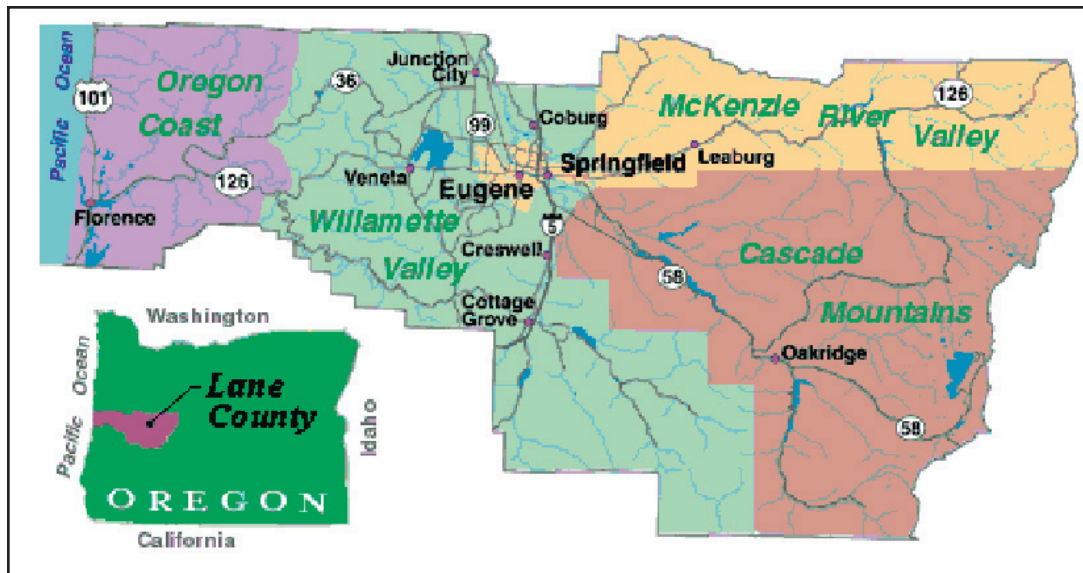 Pacific Ocean
101
Oregon
Coast
126
Florence
36
Junction
City
99
Coburg
Veneta
Eugene
Springfield
Willamette
Valley
5
Creswell
Cottage
Grove
McKenzie
River
Valley
126
Leaburg
58
Cascade
Mountains
Oakridge
58
Washington
Pacific Ocean
Lane
County
Idaho
OREGON
California